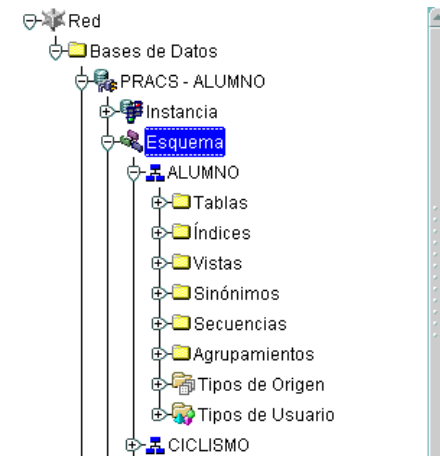 Red
Bases de Datos
PRACS - ALUMNO
Instancia
Esquema
ALUMNO
Tablas
Índices
Vistas
Sinónimos
Secuencias
Agrupamientos
Tipos de Origen
Tipos de Usuario
CICLISMO